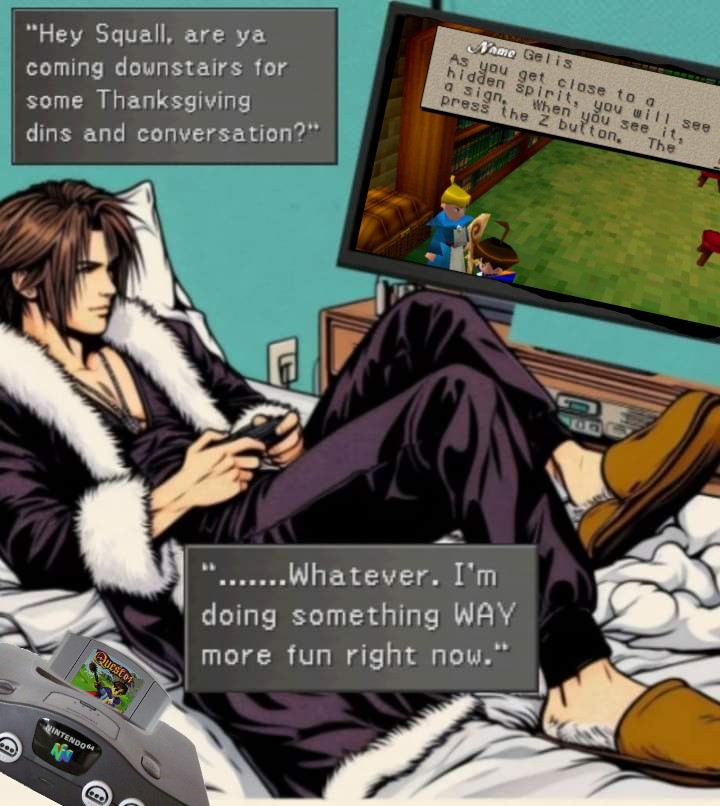 “Hey Squall, are ya
coming downstairs for
some Thanksgiving
dins and conversation?”
Name Gelis
As you get close to a
hidden spirit, you will see
a sign. When you see it,
press the Z button. The
“.......Whatever. I'm
doing something WAY
more fun right now.”
QUEST64
NINTENDO64
N64